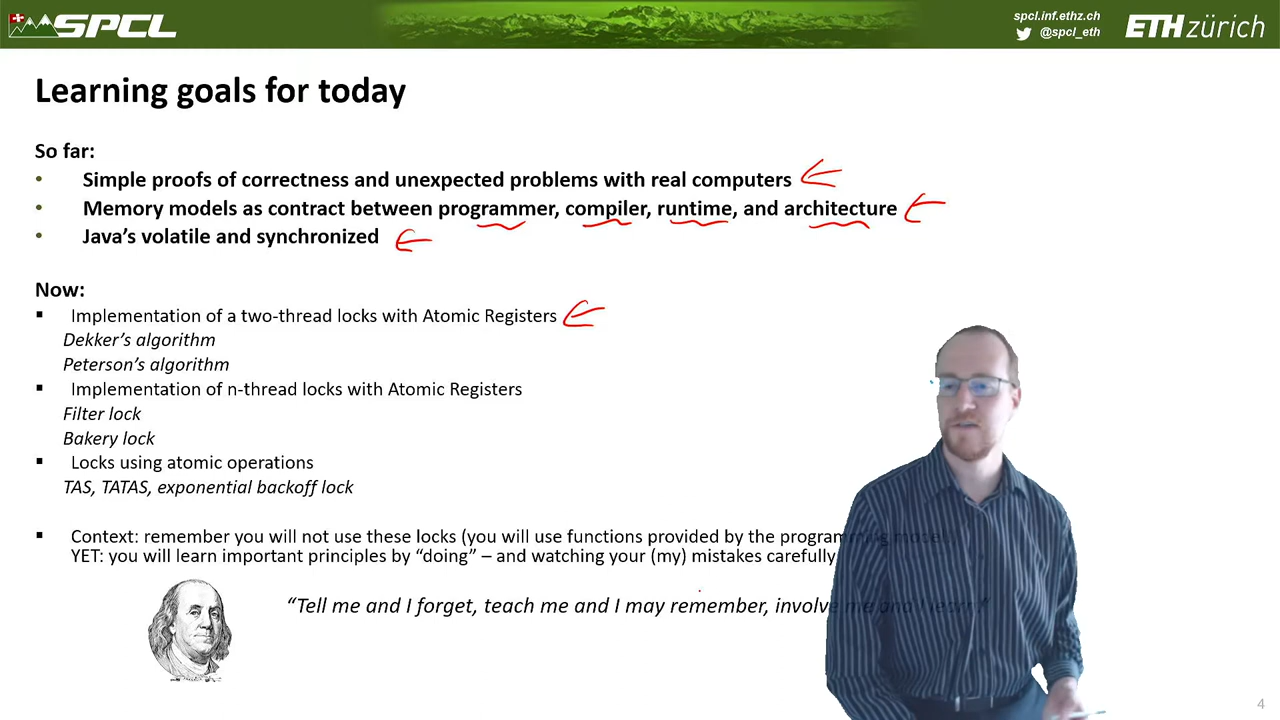 SPCL
spcl.inf.ethz.ch
@spcl_eth
ETH zürich
Learning goals for today
So far:
• Simple proofs of correctness and unexpected problems with real computers
• Memory models as contract between programmer, compiler, runtime, and architecture
• Java's volatile and synchronized
Now:
▪ Implementation of a two-thread locks with Atomic Registers
Dekker's algorithm
Peterson's algorithm
▪ Implementation of n-thread locks with Atomic Registers
Filter lock
Bakery lock
▪ Locks using atomic operations
TAS, TATAS, exponential backoff lock
▪ Context: remember you will not use these locks (you will use functions provided by the programming model)
YET: you will learn important principles by "doing" – and watching your (my) mistakes carefully
"Tell me and I forget, teach me and I may remember, involve me and I learn"
4